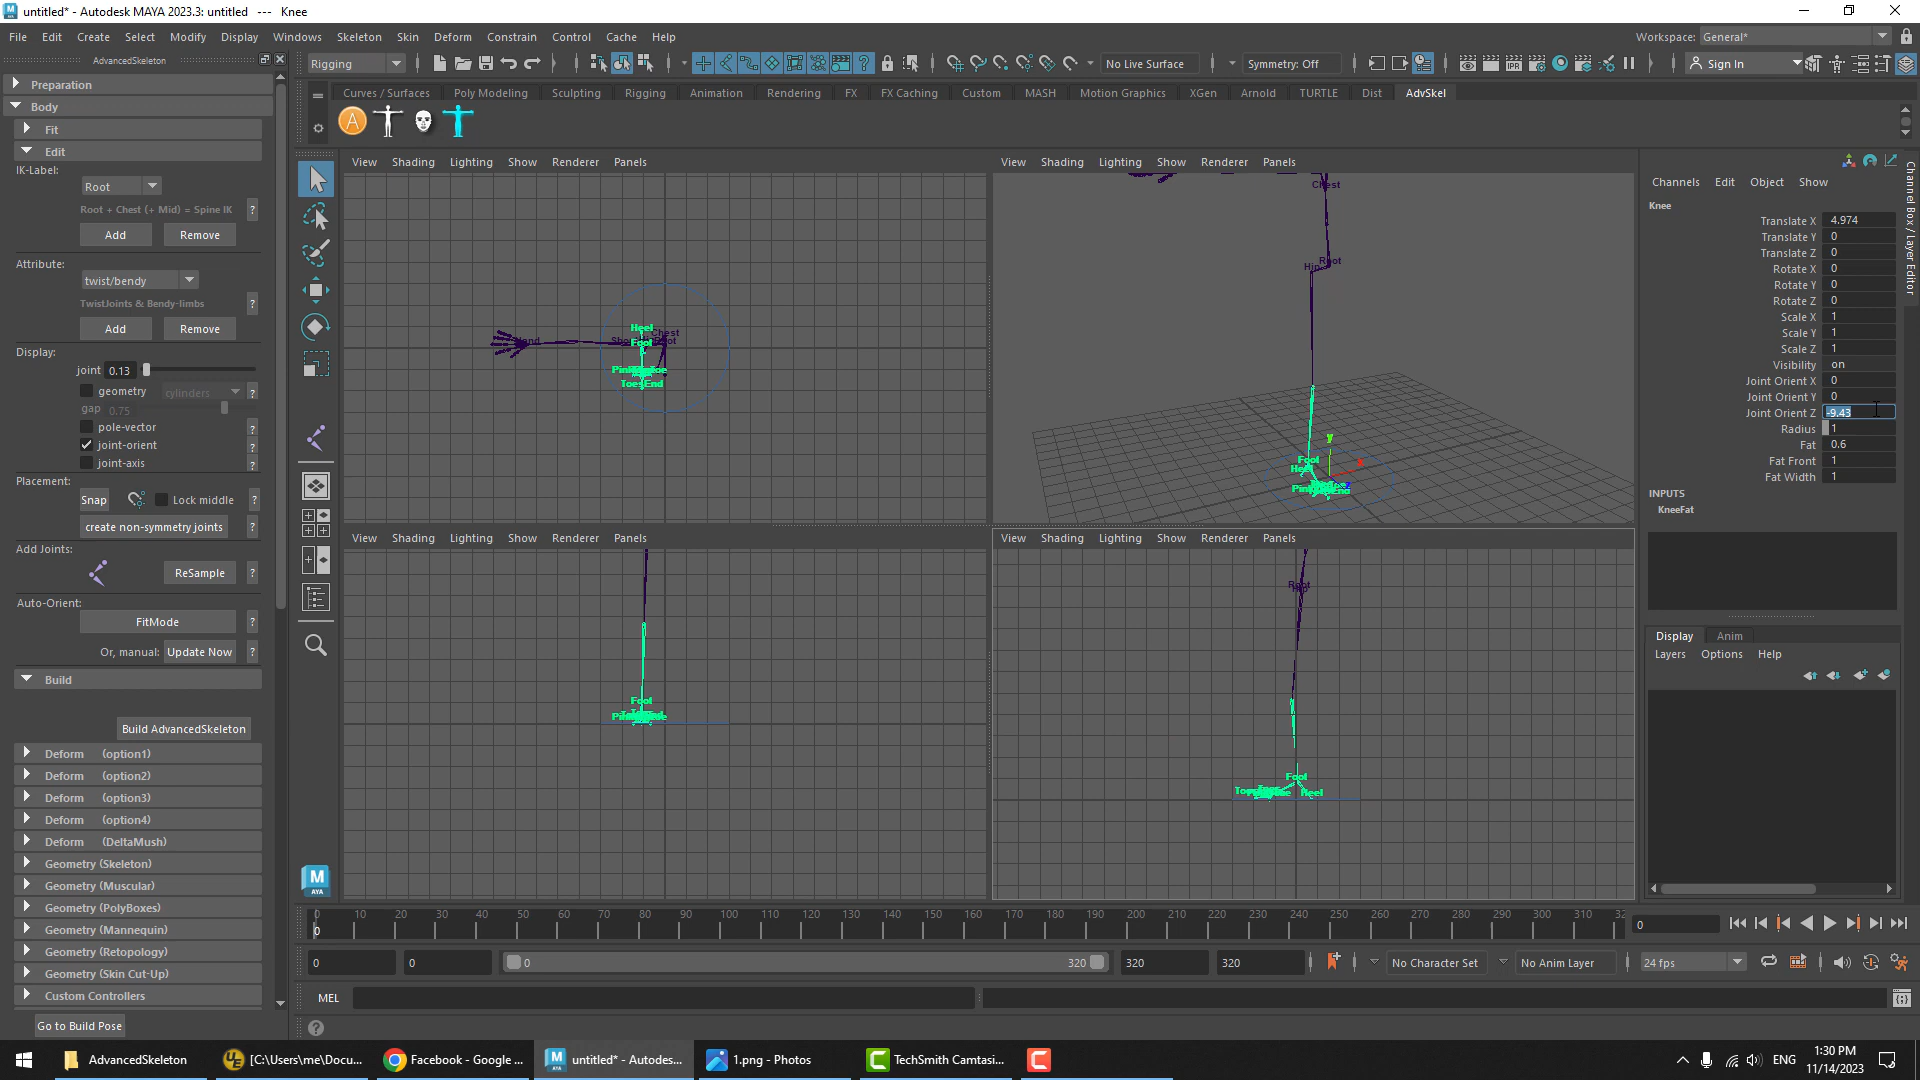 untitled* - Autodesk MAYA 2023.3: untitled --- Knee
File Edit Create Select Modify Display Windows Skeleton Skin Deform Constrain Control Cache Help
Workspace: General*
AdvancedSkeleton
Rigging
No Live Surface
Symmetry: Off
IPR
Sign In
Preparation
Body
Fit
Edit
Curves / Surfaces Poly Modeling Sculpting Rigging Animation Rendering FX FX Caching Custom MASH Motion Graphics XGen Arnold TURTLE Dist AdvSkel
IK-Label:
Root
Root + Chest (+ Mid) = Spine IK ?
Add Remove
Attribute:
twist/bendy
TwistJoints & Bendy-limbs ?
Add Remove
Display:
joint 0.13
geometry cylinders ?
gap 0.75
pole-vector ?
joint-orient ?
joint-axis ?
Placement:
Snap Lock middle ?
create non-symmetry joints ?
Add Joints:
ReSample ?
Auto-Orient:
FitMode ?
Or, manual: Update Now ?
Build
Build AdvancedSkeleton
Deform (option1)
Deform (option2)
Deform (option3)
Deform (option4)
Deform (DeltaMush)
Geometry (Skeleton)
Geometry (Muscular)
Geometry (PolyBoxes)
Geometry (Mannequin)
Geometry (Retopology)
Geometry (Skin Cut-Up)
Custom Controllers
Go to Build Pose
View Shading Lighting Show Renderer Panels
Heel
Chest
Foot
View Shading Lighting Show Renderer Panels
Chest
Root
Hip
Foot
Heel
y
x
z
View Shading Lighting Show Renderer Panels
Foot
View Shading Lighting Show Renderer Panels
Root
Hip
Foot
Heel
Channels Edit Object Show
Knee
Translate X 4.974
Translate Y 0
Translate Z 0
Rotate X 0
Rotate Y 0
Rotate Z 0
Scale X 1
Scale Y 1
Scale Z 1
Visibility on
Joint Orient X 0
Joint Orient Y 0
Joint Orient Z -9.43
Radius 1
Fat 0.6
Fat Front 1
Fat Width 1
INPUTS
KneeFat
Channel Box / Layer Editor
Display Anim
Layers Options Help
M
AYA
0 10 20 30 40 50 60 70 80 90 100 110 120 130 140 150 160 170 180 190 200 210 220 230 240 250 260 270 280 290 300 310
0
0
0 0 0 320 320 320
No Character Set
No Anim Layer
24 fps
MEL
AdvancedSkeleton
[C:\Users\me\Docu...
Facebook - Google ...
untitled* - Autodes...
1.png - Photos
TechSmith Camtasi...
ENG
1:30 PM
11/14/2023